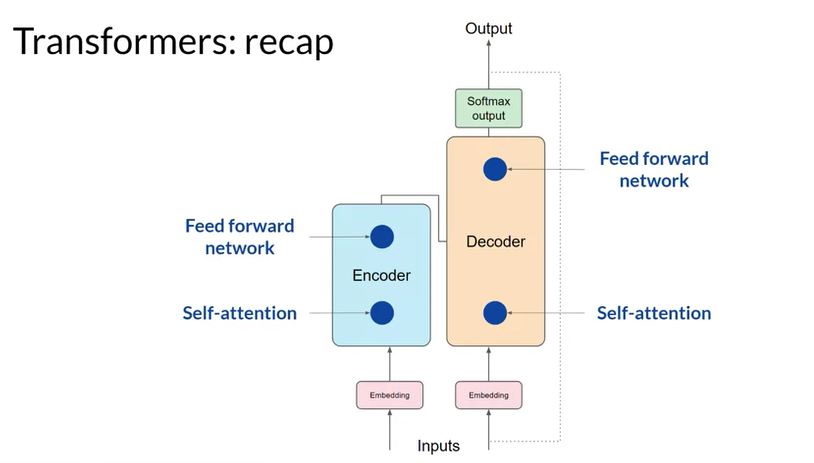 Transformers: recap
Output
Softmax
output
Feed forward
network
Feed forward
network
Decoder
Encoder
Self-attention
Self-attention
Embedding
Embedding
Inputs